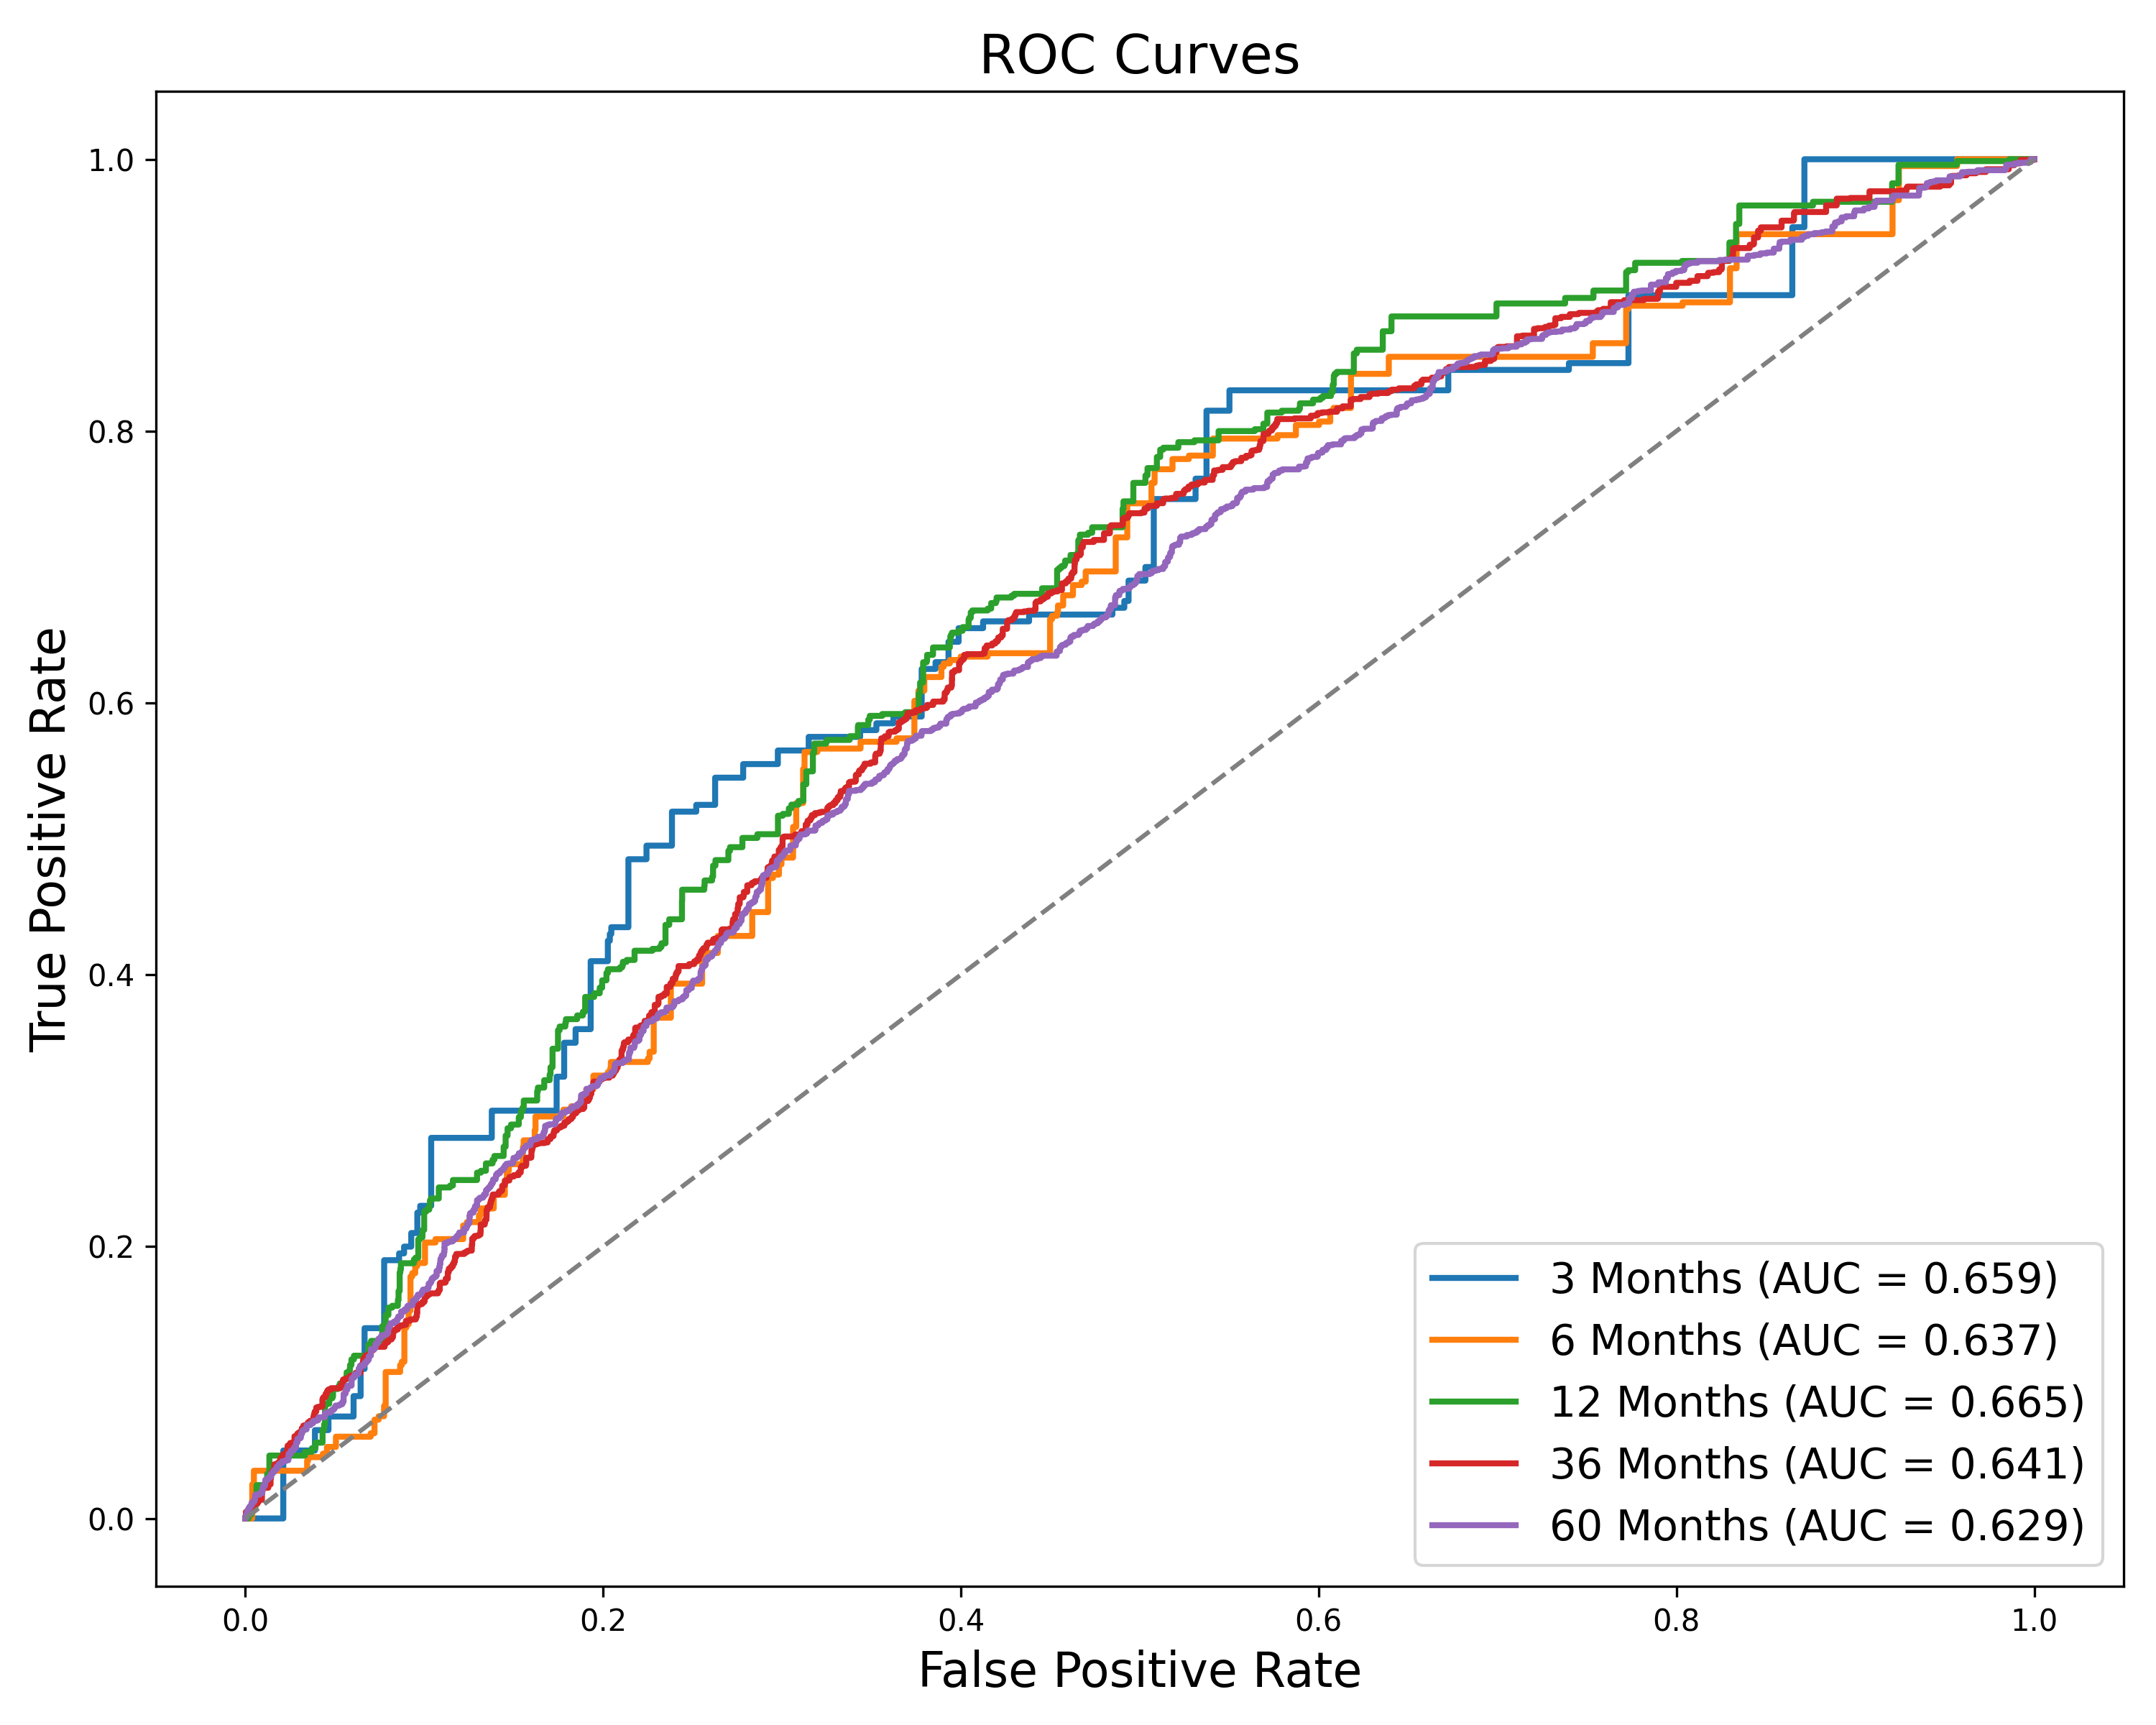 ROC Curves
True Positive Rate
1.0
0.8
0.6
0.4
0.2
0.0
0.0 0.2 0.4 0.6 0.8 1.0
False Positive Rate
3 Months (AUC = 0.659)
6 Months (AUC = 0.637)
12 Months (AUC = 0.665)
36 Months (AUC = 0.641)
60 Months (AUC = 0.629)